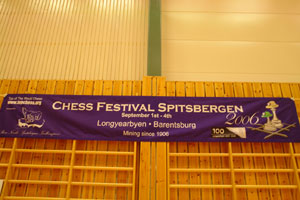 CHESS FESTIVAL SPITSBERGEN
September 1st - 4th
Longyearbyen • Barentsburg
Mining since 1906
2006
100